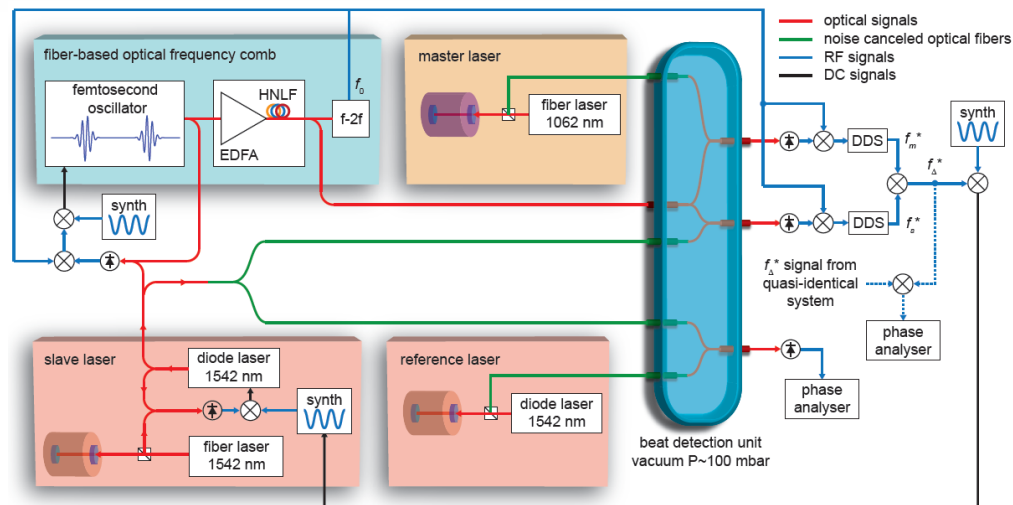 optical signals
noise canceled optical fibers
RF signals
DC signals
fiber-based optical frequency comb
femtosecond
oscillator
HNLF
EDFA
f₀
f-2f
master laser
fiber laser
1062 nm
DDS
fₘ*
f_Δ*
synth
DDS
fₛ*
synth
f_Δ* signal from
quasi-identical
system
phase
analyser
slave laser
diode laser
1542 nm
synth
fiber laser
1542 nm
reference laser
diode laser
1542 nm
phase
analyser
beat detection unit
vacuum P~100 mbar